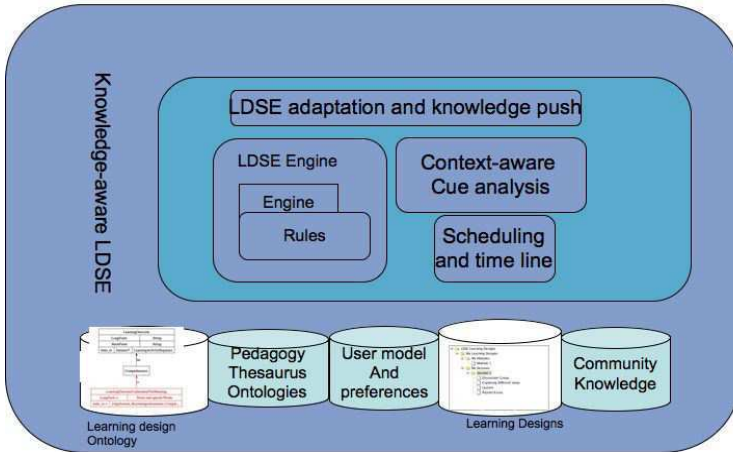 Knowledge-aware LDSE
LDSE adaptation and knowledge push
LDSE Engine
Engine
Rules
Context-aware
Cue analysis
Scheduling
and time line
Pedagogy
Thesaurus
Ontologies
User model
And
preferences
Community
Knowledge
Learning design
Ontology
Learning Designs